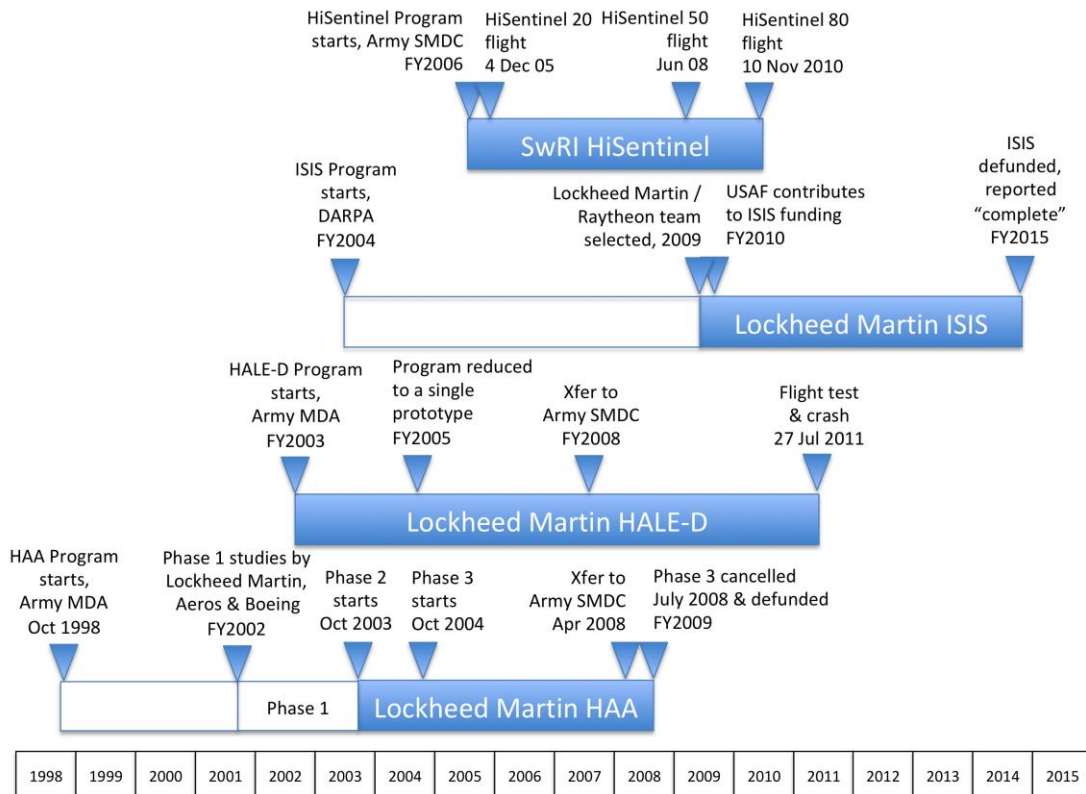 HiSentinel Program
starts, Army SMDC
FY2006
HiSentinel 20
flight
4 Dec 05
HiSentinel 50
flight
Jun 08
HiSentinel 80
flight
10 Nov 2010
SwRI HiSentinel
ISIS Program
starts,
DARPA
FY2004
Lockheed Martin /
Raytheon team
selected, 2009
USAF contributes
to ISIS funding
FY2010
ISIS
defunded,
reported
“complete”
FY2015
Lockheed Martin ISIS
HALE-D Program
starts,
Army MDA
FY2003
Program reduced
to a single
prototype
FY2005
Xfer to
Army SMDC
FY2008
Flight test
& crash
27 Jul 2011
Lockheed Martin HALE-D
HAA Program
starts,
Army MDA
Oct 1998
Phase 1 studies by
Lockheed Martin,
Aeros & Boeing
FY2002
Phase 2
starts
Oct 2003
Phase 3
starts
Oct 2004
Xfer to
Army SMDC
Apr 2008
Phase 3 cancelled
July 2008 & defunded
FY2009
Phase 1
Lockheed Martin HAA
1998 1999 2000 2001 2002 2003 2004 2005 2006 2007 2008 2009 2010 2011 2012 2013 2014 2015